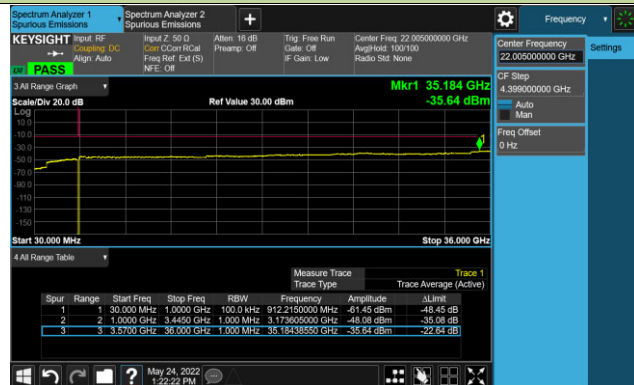 Spectrum Analyzer 1
Spurious Emissions
Spectrum Analyzer 2
Spurious Emissions
+
Frequency
KEYSIGHT
Input: RF
Coupling: DC
Align: Auto
Input Z: 50 Ω
Corr CCorr RCal
Freq Ref: Ext (S)
NFE: Off
Atten: 16 dB
Preamp: Off
Trig: Free Run
Gate: Off
IF Gain: Low
Center Freq: 22.005000000 GHz
Avg|Hold: 100/100
Radio Std: None
PASS
Center Frequency
22.005000000 GHz
Settings
CF Step
4.399000000 GHz
Auto
Man
Freq Offset
0 Hz
3 All Range Graph
Mkr1 35.184 GHz
Scale/Div 20.0 dB
Ref Value 30.00 dBm
-35.64 dBm
Log
10.0
-10.0
-30.0
-50.0
-70.0
-90.0
-110
-130
-150
1
Start 30.000 MHz
Stop 36.000 GHz
4 All Range Table
Measure Trace Trace 1
Trace Type Trace Average (Active)
Spur Range Start Freq Stop Freq RBW Frequency Amplitude ΔLimit
1 1 30.000 MHz 1.0000 GHz 100.0 kHz 912.2150000 MHz -61.45 dBm -48.45 dB
2 2 1.0000 GHz 3.4450 GHz 1.000 MHz 3.173605000 GHz -48.08 dBm -35.08 dB
3 3 3.5700 GHz 36.000 GHz 1.000 MHz 35.18438550 GHz -35.64 dBm -22.64 dB
?
May 24, 2022
1:22:22 PM